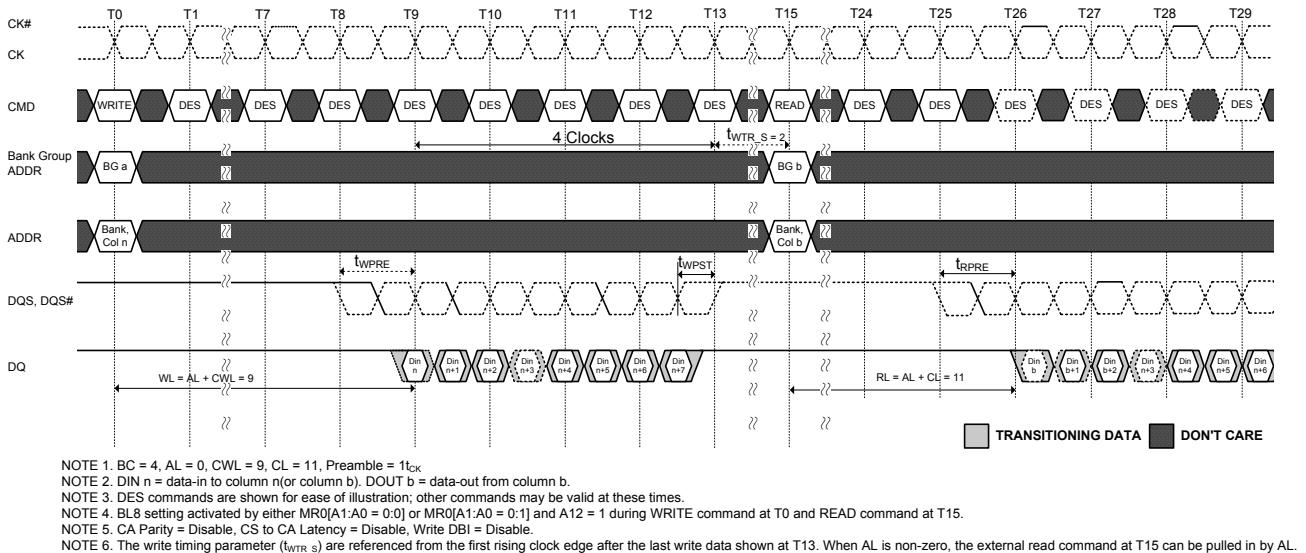 T0 T1 T7 T8 T9 T10 T11 T12 T13 T15 T24 T25 T26 T27 T28 T29
CK#
CK
CMD WRITE DES DES DES DES DES DES DES DES READ DES DES DES DES DES DES
4 Clocks tWTR_S = 2
Bank Group
ADDR BG a BG b
ADDR Bank, Col n Bank, Col b
tWPRE tWPST tRPRE
DQS, DQS#
DQ Din n Din n+1 Din n+2 Din n+3 Din n+4 Din n+5 Din n+6 Din n+7 Din b Din b+1 Din b+2 Din n+3 Din n+4 Din n+5 Din n+6
WL = AL + CWL = 9 RL = AL + CL = 11
TRANSITIONING DATA DON'T CARE
NOTE 1. BC = 4, AL = 0, CWL = 9, CL = 11, Preamble = 1tCK
NOTE 2. DIN n = data-in to column n(or column b). DOUT b = data-out from column b.
NOTE 3. DES commands are shown for ease of illustration; other commands may be valid at these times.
NOTE 4. BL8 setting activated by either MR0[A1:A0 = 0:0] or MR0[A1:A0 = 0:1] and A12 = 1 during WRITE command at T0 and READ command at T15.
NOTE 5. CA Parity = Disable, CS to CA Latency = Disable, Write DBI = Disable.
NOTE 6. The write timing parameter (tWTR_S) are referenced from the first rising clock edge after the last write data shown at T13. When AL is non-zero, the external read command at T15 can be pulled in by AL.